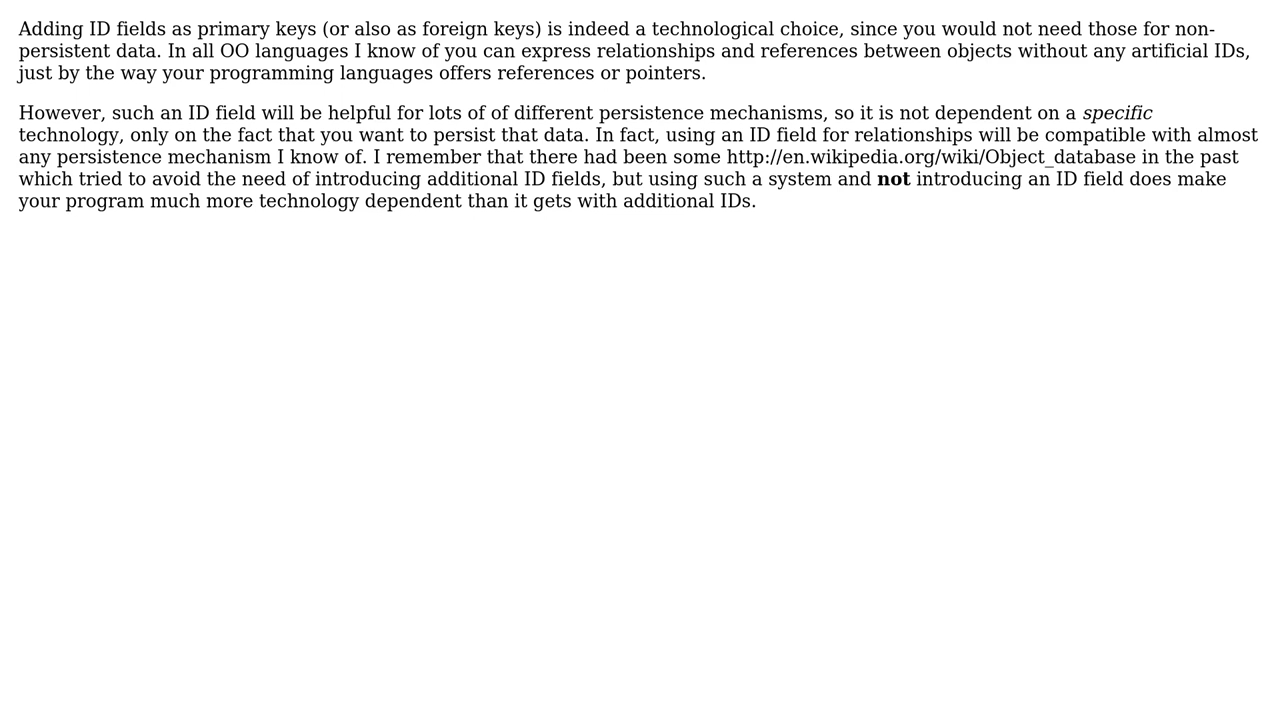 Adding ID fields as primary keys (or also as foreign keys) is indeed a technological choice, since you would not need those for non-
persistent data. In all OO languages I know of you can express relationships and references between objects without any artificial IDs,
just by the way your programming languages offers references or pointers.
However, such an ID field will be helpful for lots of of different persistence mechanisms, so it is not dependent on a specific
technology, only on the fact that you want to persist that data. In fact, using an ID field for relationships will be compatible with almost
any persistence mechanism I know of. I remember that there had been some http://en.wikipedia.org/wiki/Object_database in the past
which tried to avoid the need of introducing additional ID fields, but using such a system and not introducing an ID field does make
your program much more technology dependent than it gets with additional IDs.